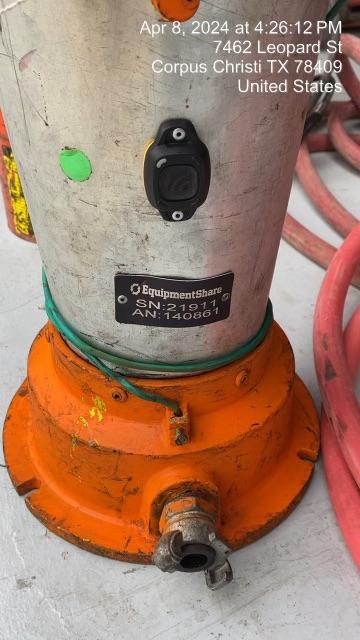 Apr 8, 2024 at 4:26:12 PM
7462 Leopard St
Corpus Christi TX 78409
United States
EquipmentShare
SN:21911
AN:140861